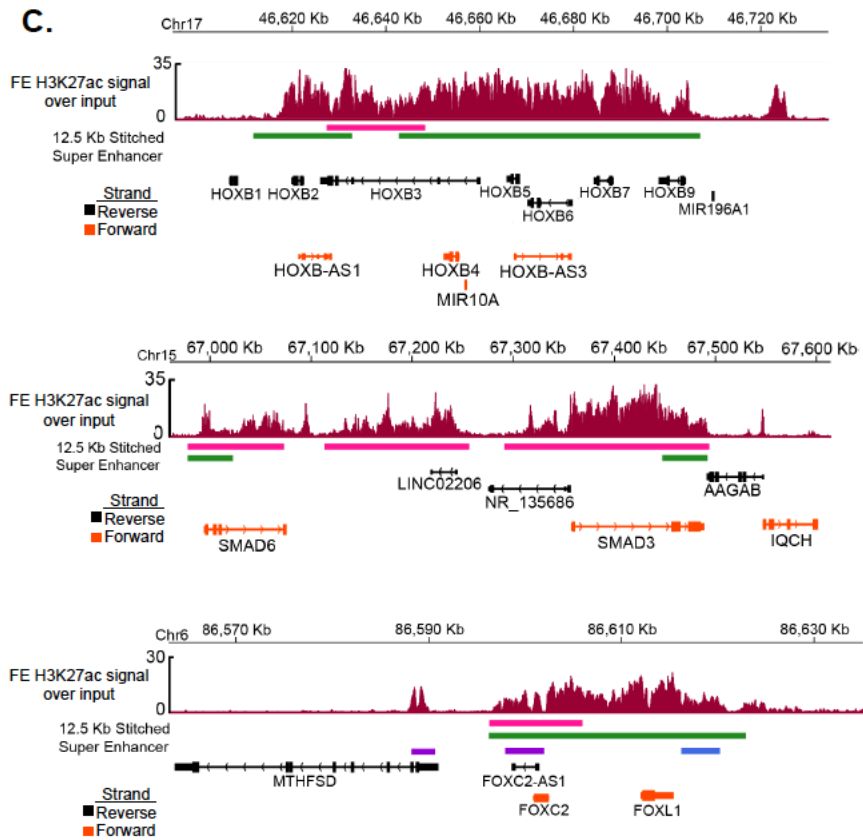 C.
Chr17
46,620 Kb 46,640 Kb 46,660 Kb 46,680 Kb 46,700 Kb 46,720 Kb
FE H3K27ac signal
over input
35
0
12.5 Kb Stitched
Super Enhancer
HOXB1 HOXB2 HOXB3 HOXB5 HOXB6 HOXB7 HOXB9 MIR196A1
Strand
Reverse
Forward
HOXB-AS1 HOXB4 HOXB-AS3
MIR10A
Chr15
67,000 Kb 67,100 Kb 67,200 Kb 67,300 Kb 67,400 Kb 67,500 Kb 67,600 Kb
FE H3K27ac signal
over input
35
0
12.5 Kb Stitched
Super Enhancer
LINC02206 NR_135686 AAGAB
Strand
Reverse
Forward
SMAD6 SMAD3 IQCH
Chr6
86,570 Kb 86,590 Kb 86,610 Kb 86,630 Kb
FE H3K27ac signal
over input
30
0
12.5 Kb Stitched
Super Enhancer
MTHFSD FOXC2-AS1
Strand
Reverse
Forward
FOXC2 FOXL1